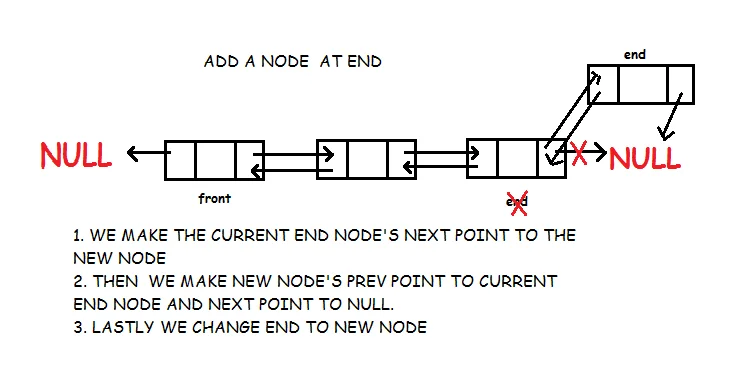 ADD A NODE AT END
end
NULL
NULL
front
end
1. WE MAKE THE CURRENT END NODE'S NEXT POINT TO THE
NEW NODE
2. THEN WE MAKE NEW NODE'S PREV POINT TO CURRENT
END NODE AND NEXT POINT TO NULL.
3. LASTLY WE CHANGE END TO NEW NODE